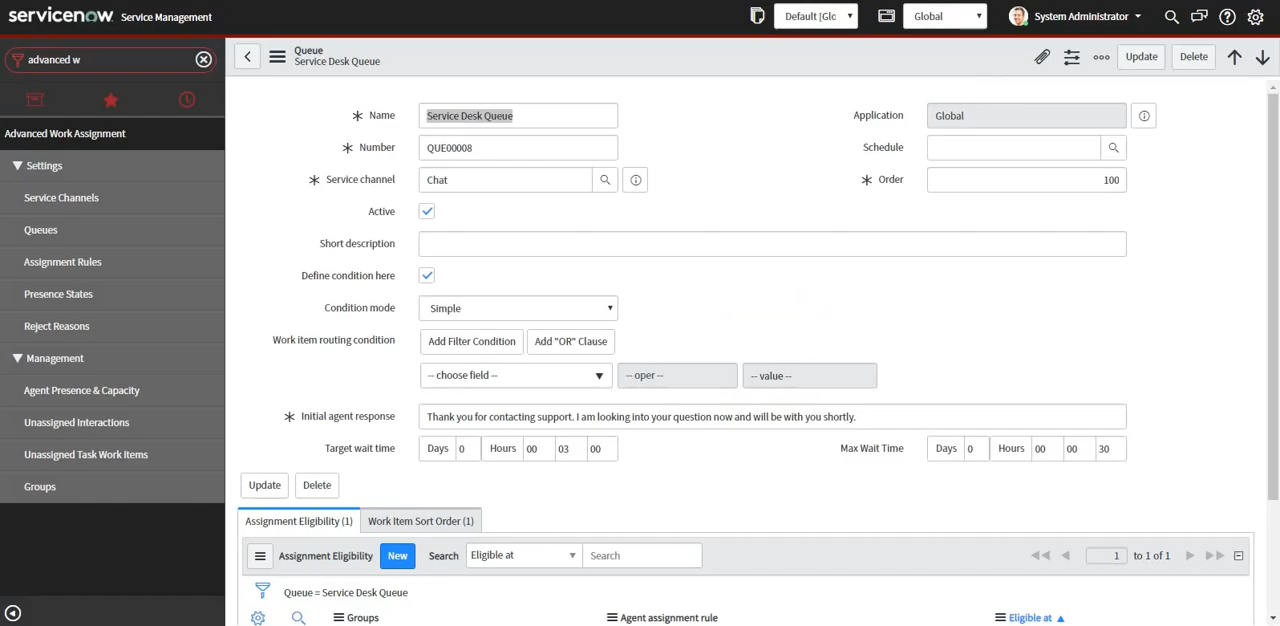 servicenow Service Management
Default [Glc
Global
System Administrator
advanced w
Queue
Service Desk Queue
Update
Delete
Advanced Work Assignment
Settings
Service Channels
Queues
Assignment Rules
Presence States
Reject Reasons
Management
Agent Presence & Capacity
Unassigned Interactions
Unassigned Task Work Items
Groups
Name Service Desk Queue
Application Global
Number QUE00008
Schedule
Service channel Chat
Order 100
Active
Short description
Define condition here
Condition mode Simple
Work item routing condition Add Filter Condition Add "OR" Clause
-- choose field -- -- oper -- -- value --
Initial agent response Thank you for contacting support. I am looking into your question now and will be with you shortly.
Target wait time Days 0 Hours 00 03 00
Max Wait Time Days 0 Hours 00 00 30
Update Delete
Assignment Eligibility (1) Work Item Sort Order (1)
Assignment Eligibility New Search Eligible at Search 1 to 1 of 1
Queue = Service Desk Queue
Groups Agent assignment rule Eligible at